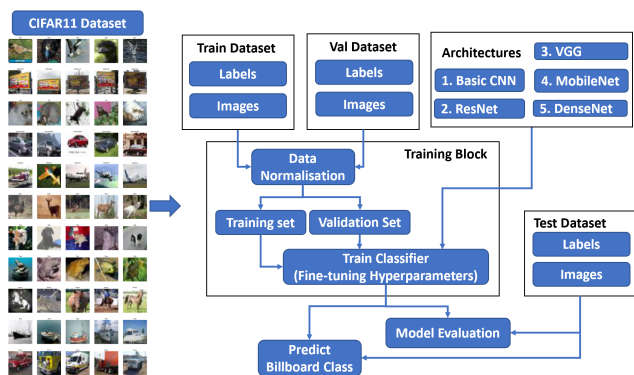 CIFAR11 Dataset
Train Dataset
Labels
Images
Val Dataset
Labels
Images
Architectures
1. Basic CNN
2. ResNet
3. VGG
4. MobileNet
5. DenseNet
Training Block
Data
Normalisation
Training set
Validation Set
Train Classifier
(Fine-tuning Hyperparameters)
Test Dataset
Labels
Images
Model Evaluation
Predict
Billboard Class